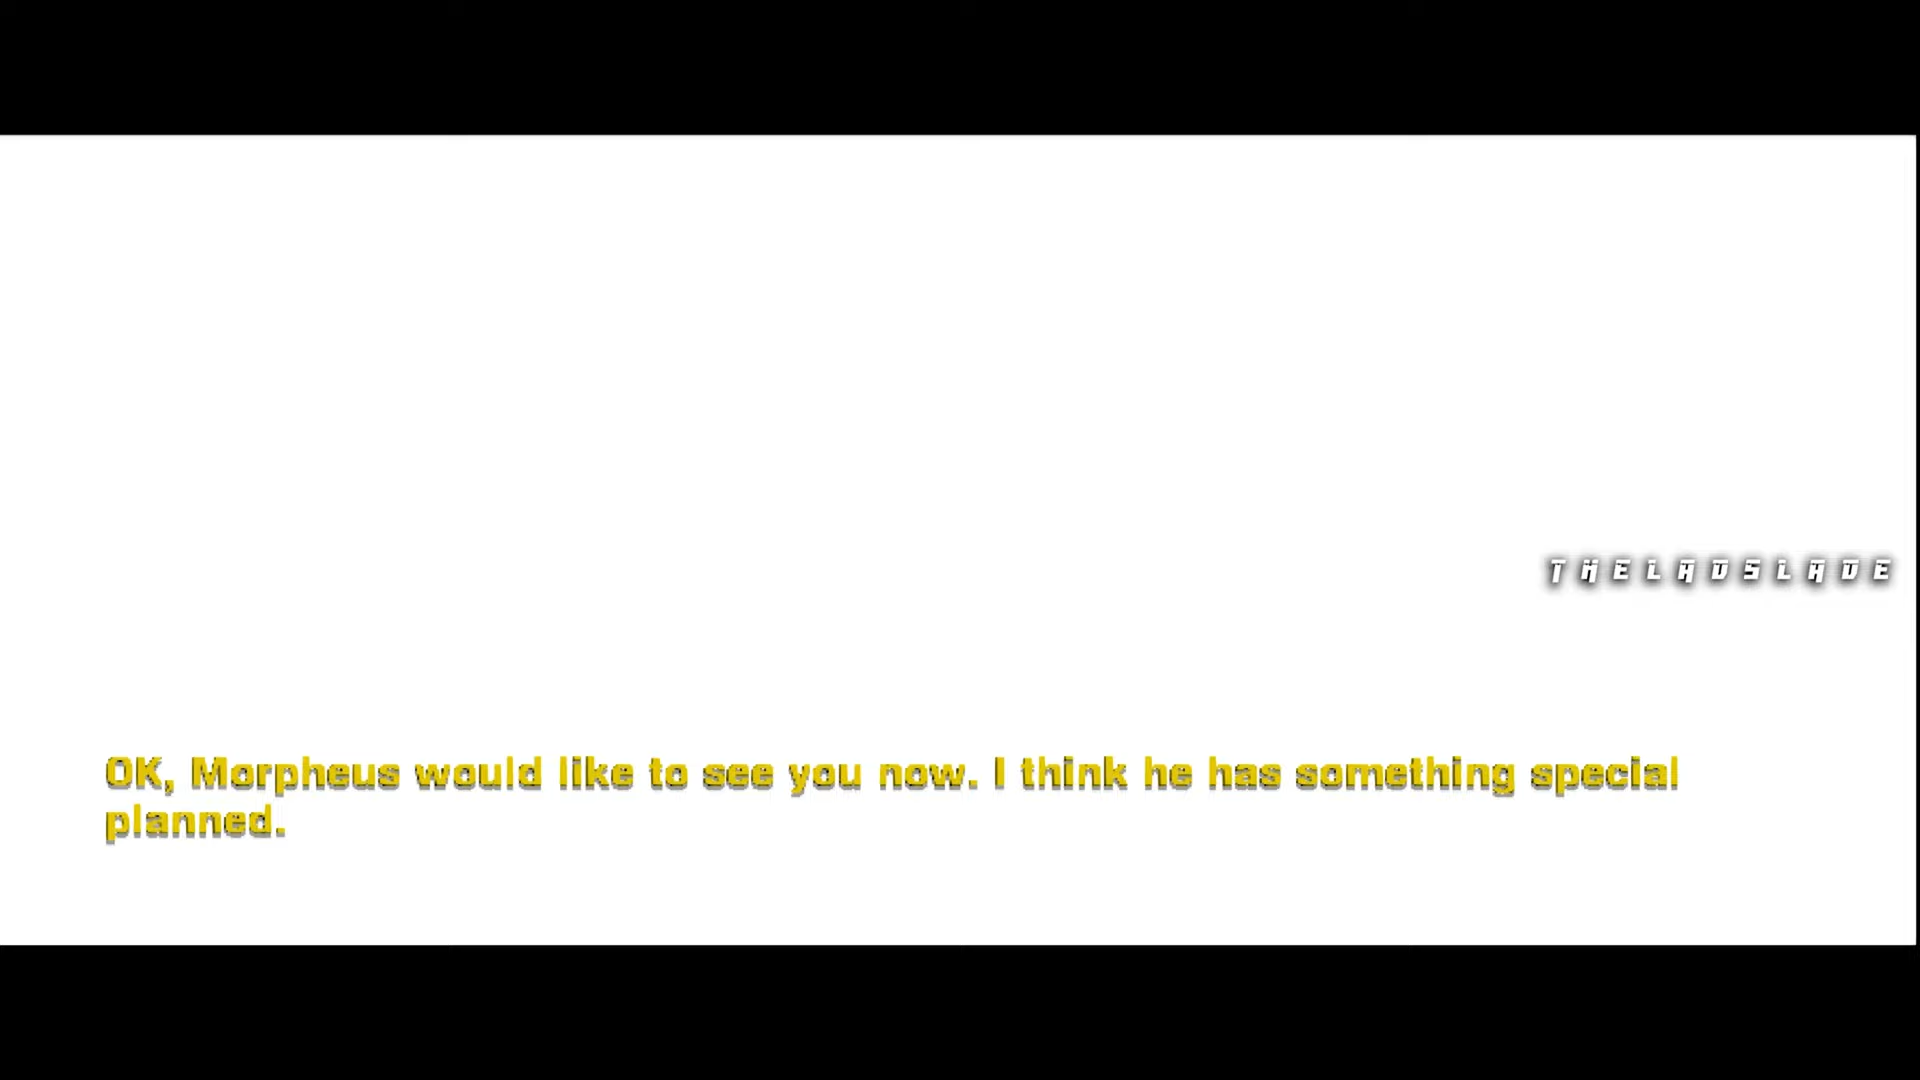 THELADSLADE
OK, Morpheus would like to see you now. I think he has something special
planned.